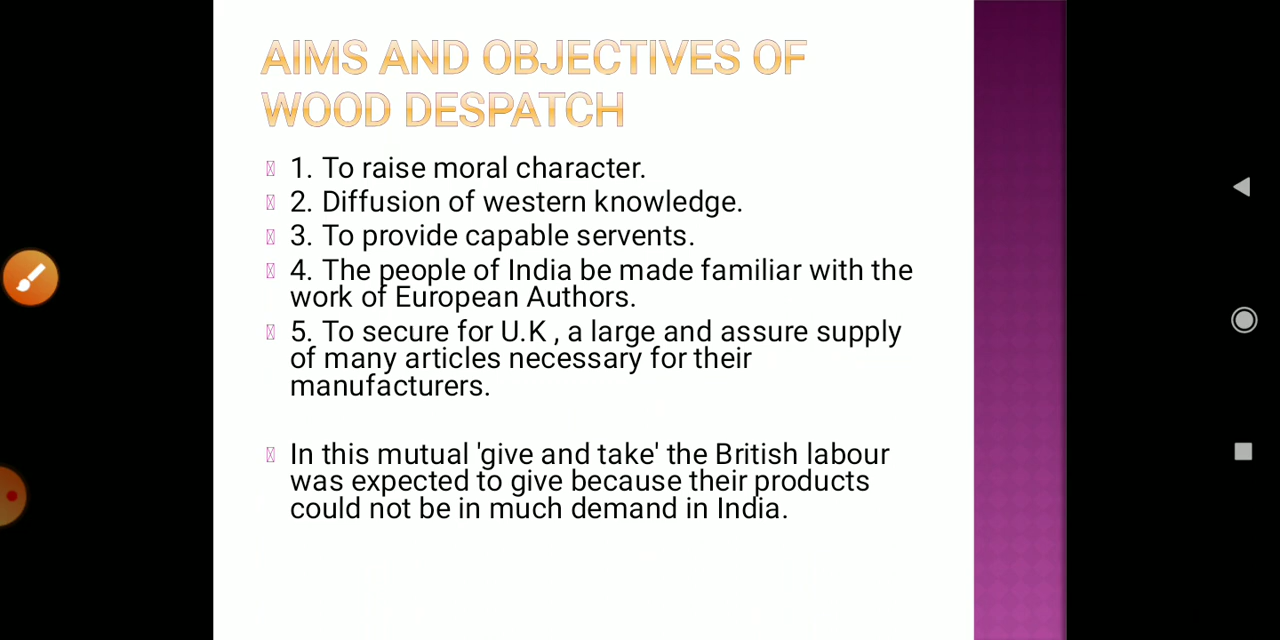 AIMS AND OBJECTIVES OF
WOOD DESPATCH
1. To raise moral character.
2. Diffusion of western knowledge.
3. To provide capable servents.
4. The people of India be made familiar with the
work of European Authors.
5. To secure for U.K , a large and assure supply
of many articles necessary for their
manufacturers.
In this mutual 'give and take' the British labour
was expected to give because their products
could not be in much demand in India.